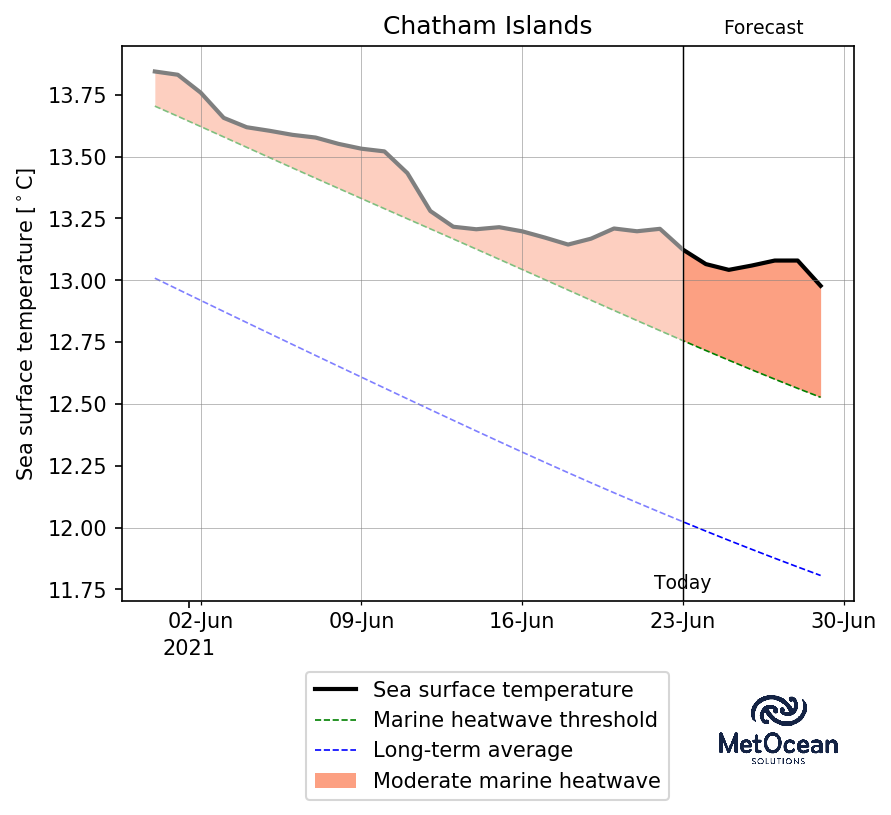 Chatham Islands
Forecast
Sea surface temperature [°C]
13.75
13.50
13.25
13.00
12.75
12.50
12.25
12.00
11.75
Today
02-Jun
09-Jun
16-Jun
23-Jun
30-Jun
2021
Sea surface temperature
Marine heatwave threshold
Long-term average
Moderate marine heatwave
MetOcean
SOLUTIONS